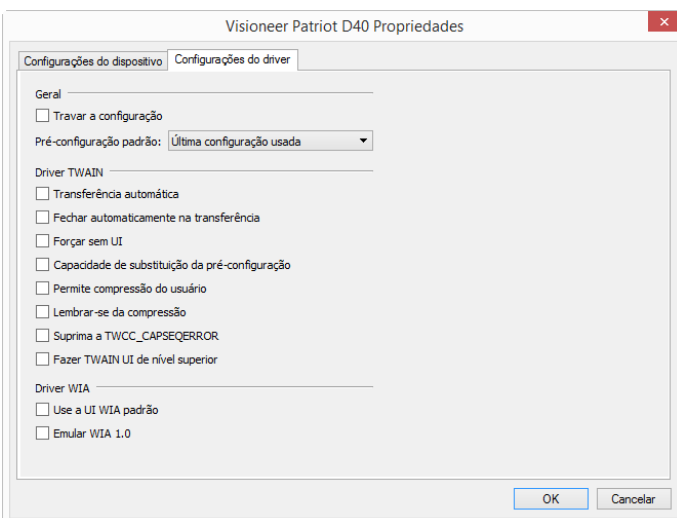 Visioneer Patriot D40 Propriedades
Configurações do dispositivo Configurações do driver
Geral
Travar a configuração
Pré-configuração padrão: Última configuração usada
Driver TWAIN
Transferência automática
Fechar automaticamente na transferência
Forçar sem UI
Capacidade de substituição da pré-configuração
Permite compressão do usuário
Lembrar-se da compressão
Suprima a TWCC_CAPSEQERROR
Fazer TWAIN UI de nível superior
Driver WIA
Use a UI WIA padrão
Emular WIA 1.0
OK Cancelar